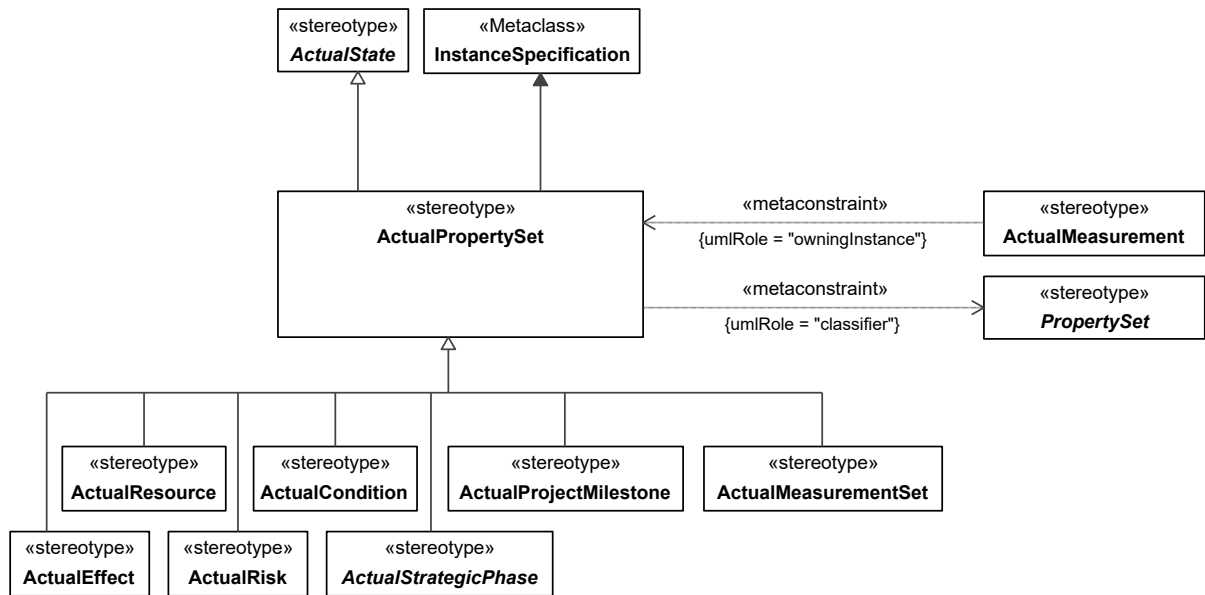 «stereotype»
ActualState
«Metaclass»
InstanceSpecification
«stereotype»
ActualPropertySet
«metaconstraint»
{umlRole = "owningInstance"}
«stereotype»
ActualMeasurement
«metaconstraint»
{umlRole = "classifier"}
«stereotype»
PropertySet
«stereotype»
ActualResource
«stereotype»
ActualCondition
«stereotype»
ActualProjectMilestone
«stereotype»
ActualMeasurementSet
«stereotype»
ActualEffect
«stereotype»
ActualRisk
«stereotype»
ActualStrategicPhase